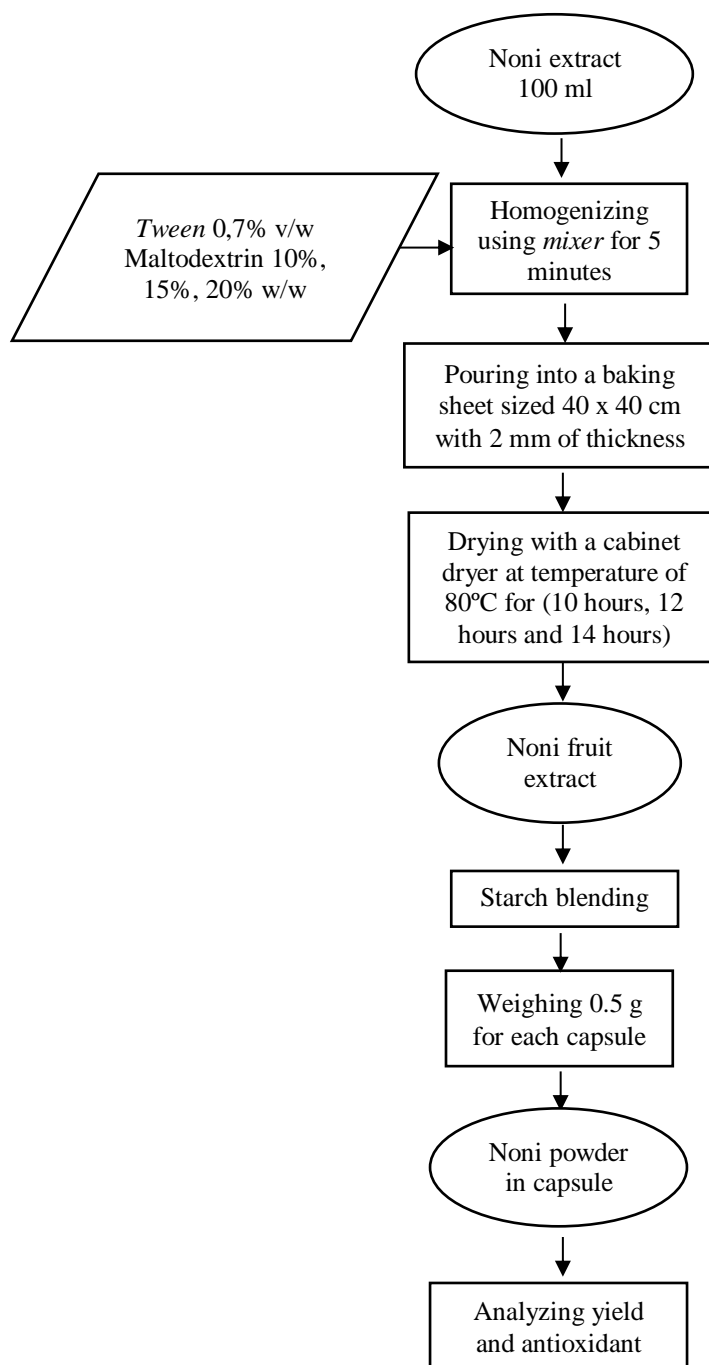 Noni extract
100 ml
Tween 0,7% v/w
Maltodextrin 10%,
15%, 20% w/w
Homogenizing
using mixer for 5
minutes
Pouring into a baking
sheet sized 40 x 40 cm
with 2 mm of thickness
Drying with a cabinet
dryer at temperature of
80ºC for (10 hours, 12
hours and 14 hours)
Noni fruit
extract
Starch blending
Weighing 0.5 g
for each capsule
Noni powder
in capsule
Analyzing yield
and antioxidant